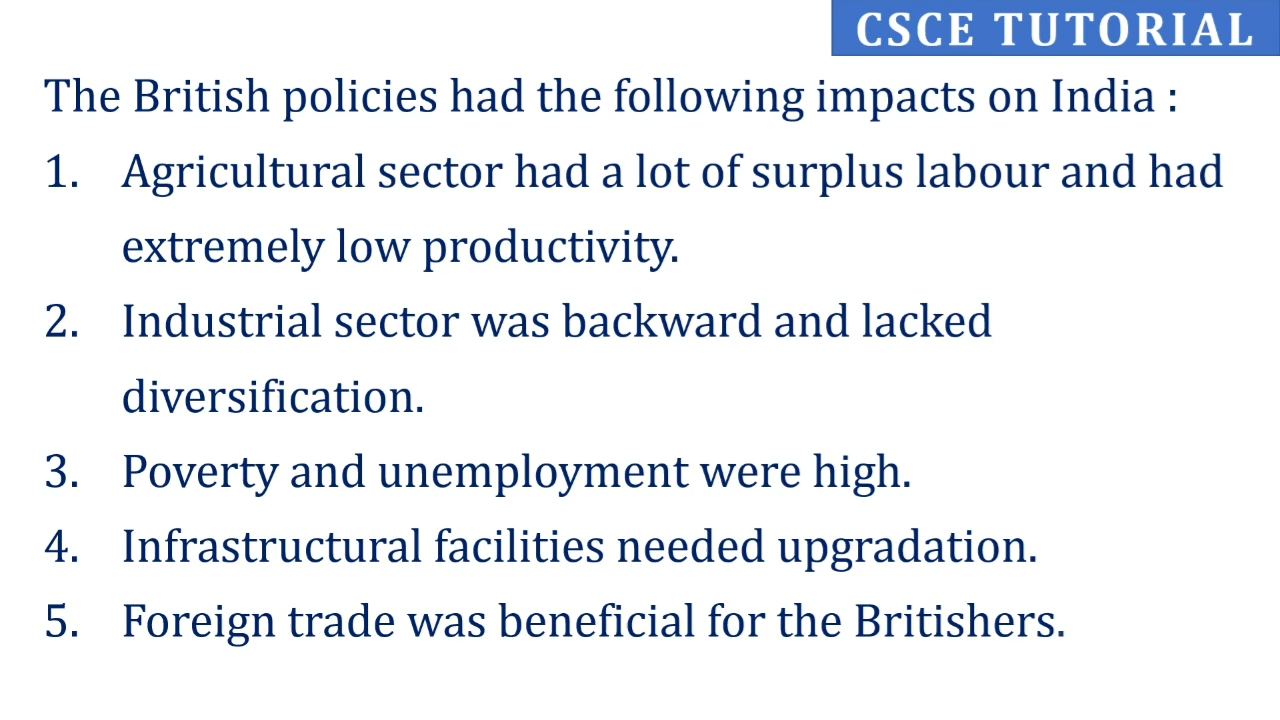 CSCE TUTORIAL
The British policies had the following impacts on India :
1. Agricultural sector had a lot of surplus labour and had
extremely low productivity.
2. Industrial sector was backward and lacked
diversification.
3. Poverty and unemployment were high.
4. Infrastructural facilities needed upgradation.
5. Foreign trade was beneficial for the Britishers.